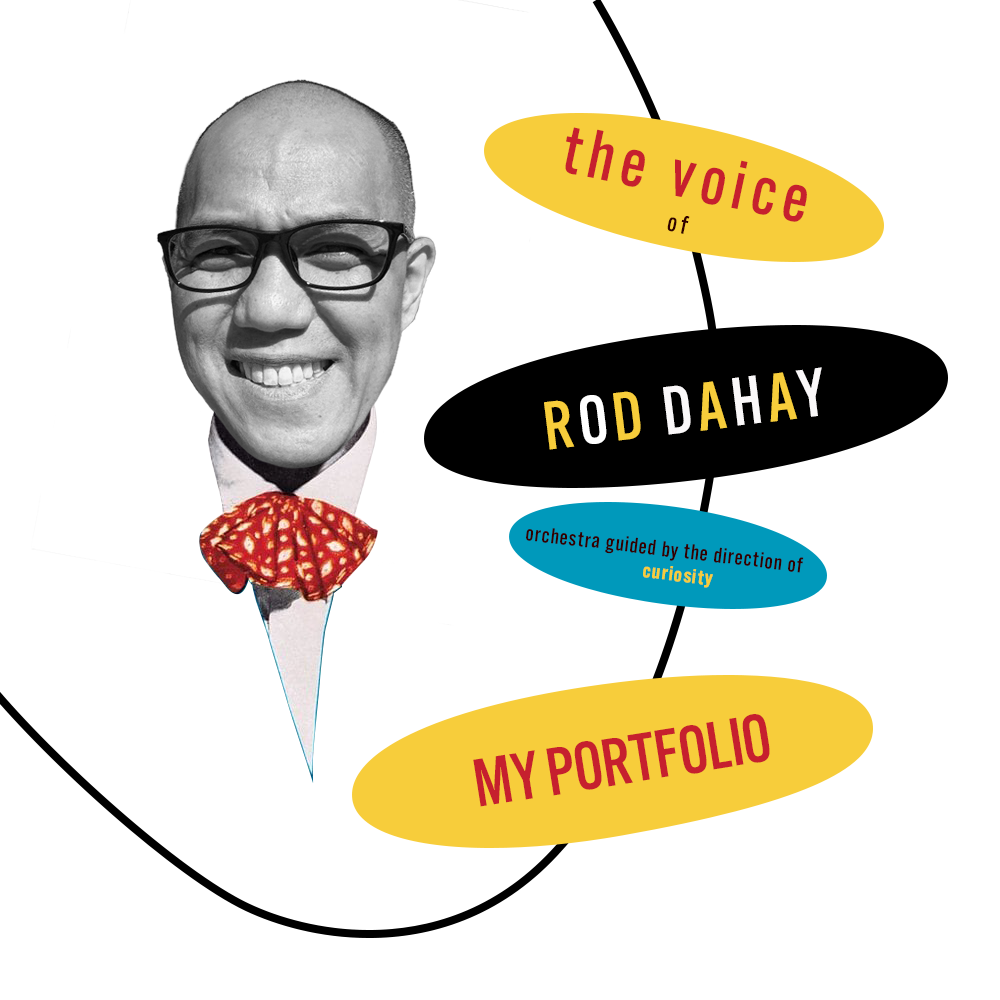 the voice
of
ROD DAHAY
orchestra guided by the direction of
curiosity
MY PORTFOLIO